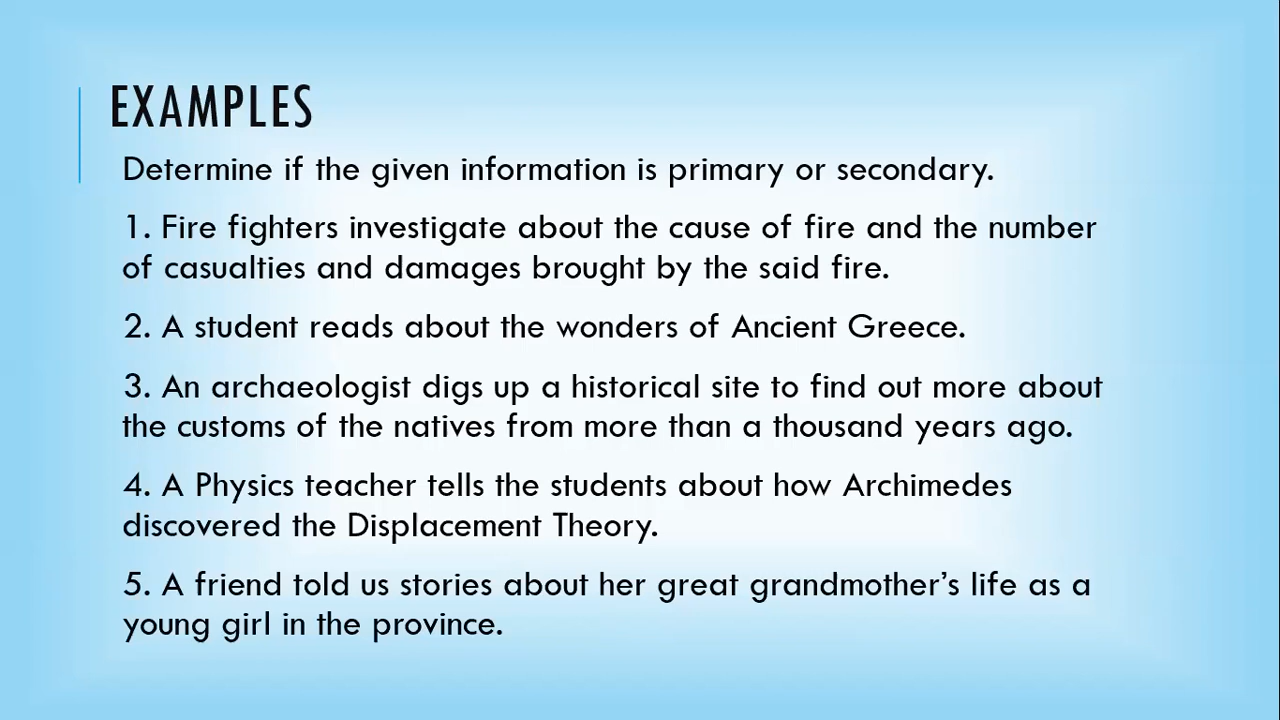 EXAMPLES
Determine if the given information is primary or secondary.
1. Fire fighters investigate about the cause of fire and the number
of casualties and damages brought by the said fire.
2. A student reads about the wonders of Ancient Greece.
3. An archaeologist digs up a historical site to find out more about
the customs of the natives from more than a thousand years ago.
4. A Physics teacher tells the students about how Archimedes
discovered the Displacement Theory.
5. A friend told us stories about her great grandmother’s life as a
young girl in the province.